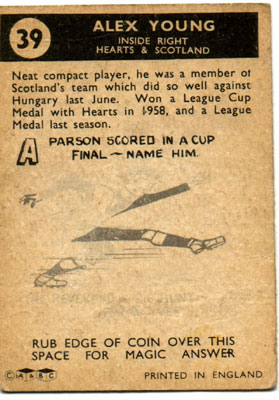 39
ALEX YOUNG
INSIDE RIGHT
HEARTS & SCOTLAND
Neat compact player, he was a member of
Scotland's team which did so well against
Hungary last June. Won a League Cup
Medal with Hearts in 1958, and a League
Medal last season.
A PARSON SCORED IN A CUP
FINAL — NAME HIM.
RUB EDGE OF COIN OVER THIS
SPACE FOR MAGIC ANSWER
© A & BC
PRINTED IN ENGLAND